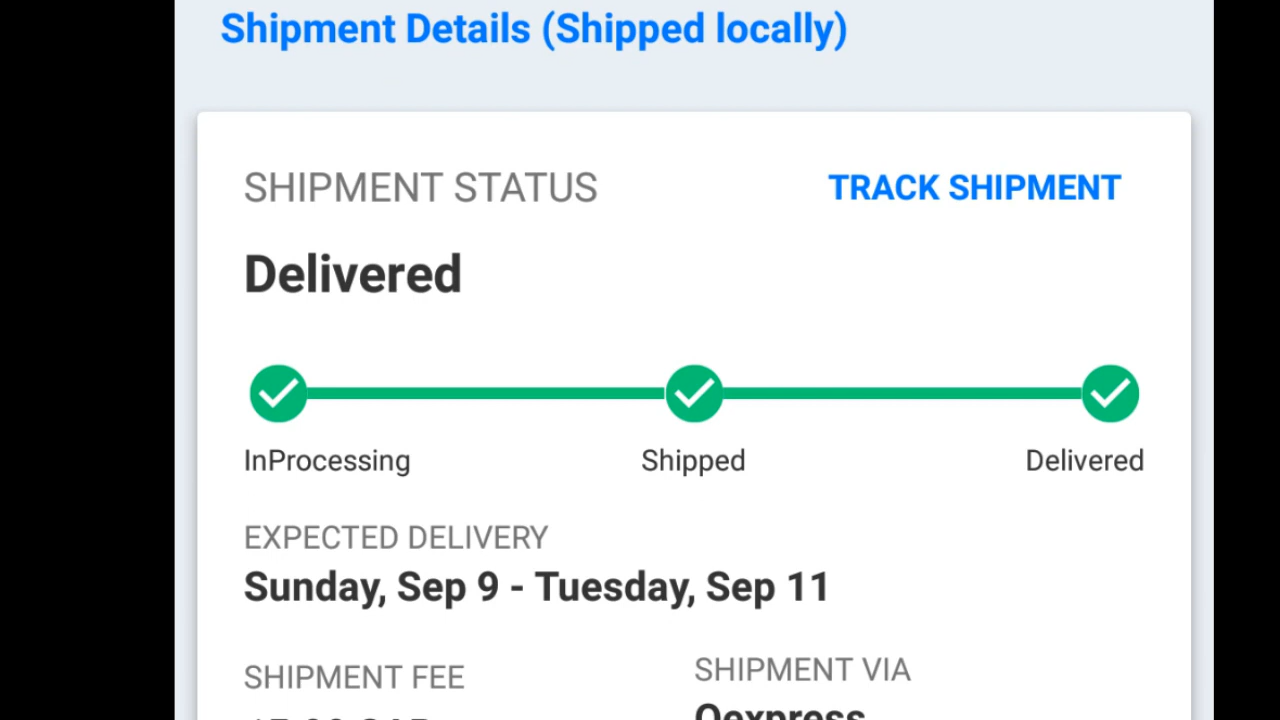 Shipment Details (Shipped locally)
SHIPMENT STATUS TRACK SHIPMENT
Delivered
InProcessing Shipped Delivered
EXPECTED DELIVERY
Sunday, Sep 9 - Tuesday, Sep 11
SHIPMENT FEE SHIPMENT VIA
Qexpress